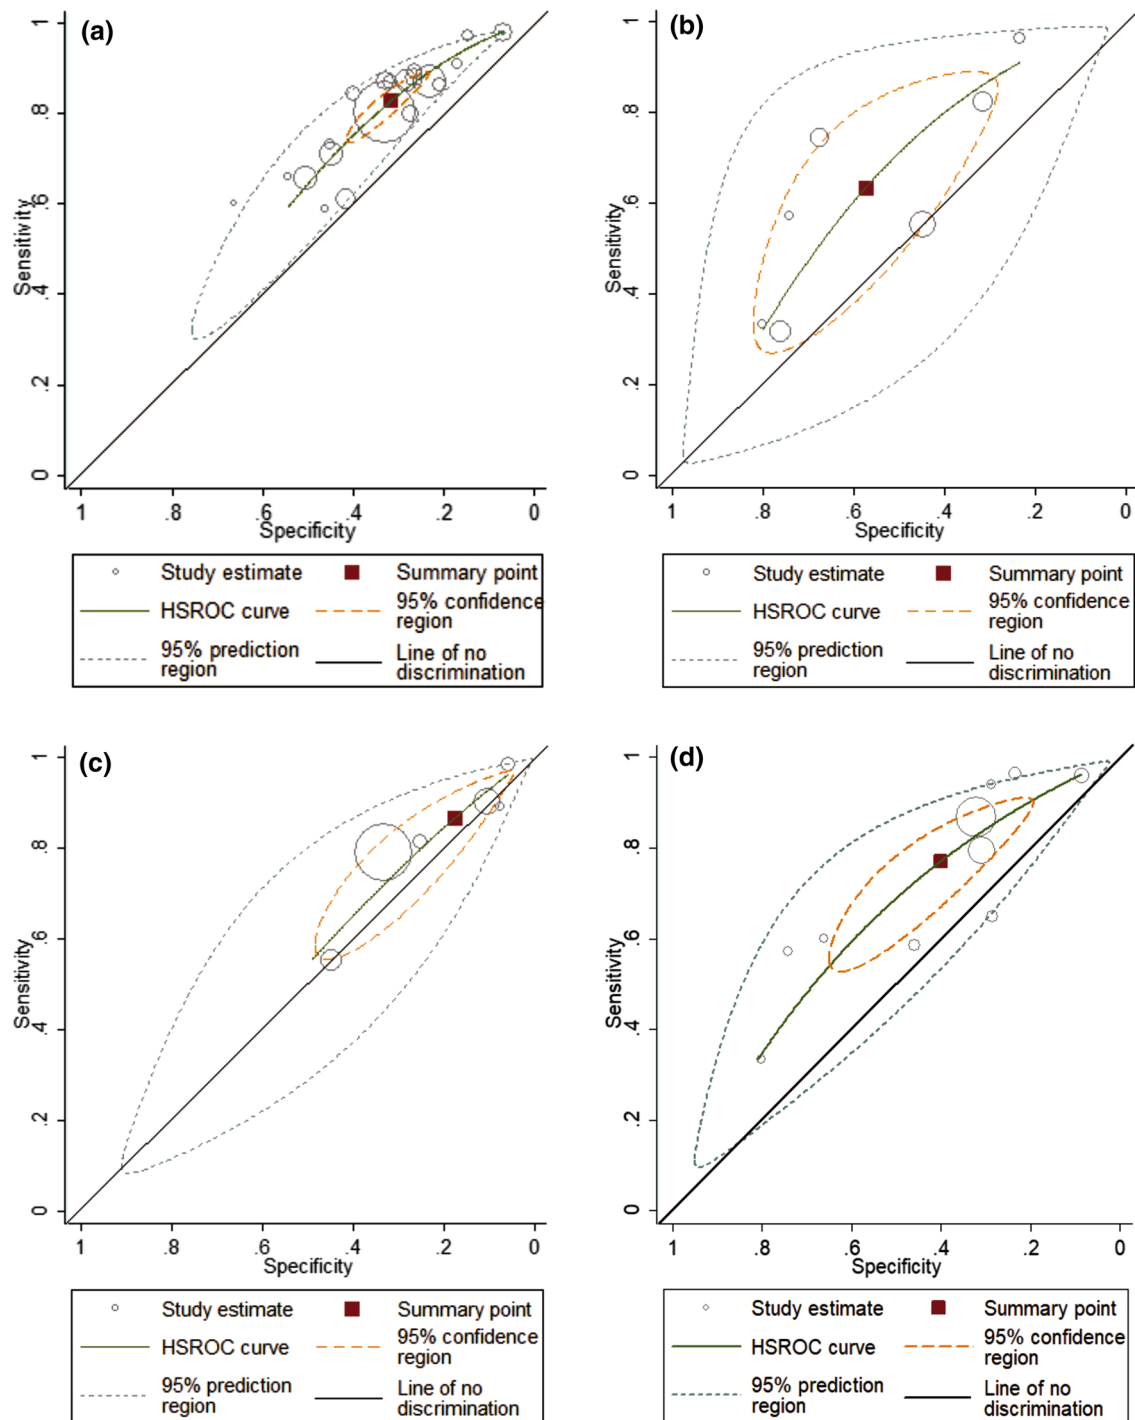 (a)
1
.8
.6
.4
.2
0
Sensitivity
1
.8
.6
.4
.2
0
Specificity
Study estimate
Summary point
HSROC curve
95% confidence
region
95% prediction
region
Line of no
discrimination
(b)
1
.8
.6
.4
.2
0
Sensitivity
1
.8
.6
.4
.2
0
Specificity
Study estimate
Summary point
HSROC curve
95% confidence
region
95% prediction
region
Line of no
discrimination
(c)
1
.8
.6
.4
.2
0
Sensitivity
1
.8
.6
.4
.2
0
Specificity
Study estimate
Summary point
HSROC curve
95% confidence
region
95% prediction
region
Line of no
discrimination
(d)
1
.8
.6
.4
.2
0
Sensitivity
1
.8
.6
.4
.2
0
Specificity
Study estimate
Summary point
HSROC curve
95% confidence
region
95% prediction
region
Line of no
discrimination